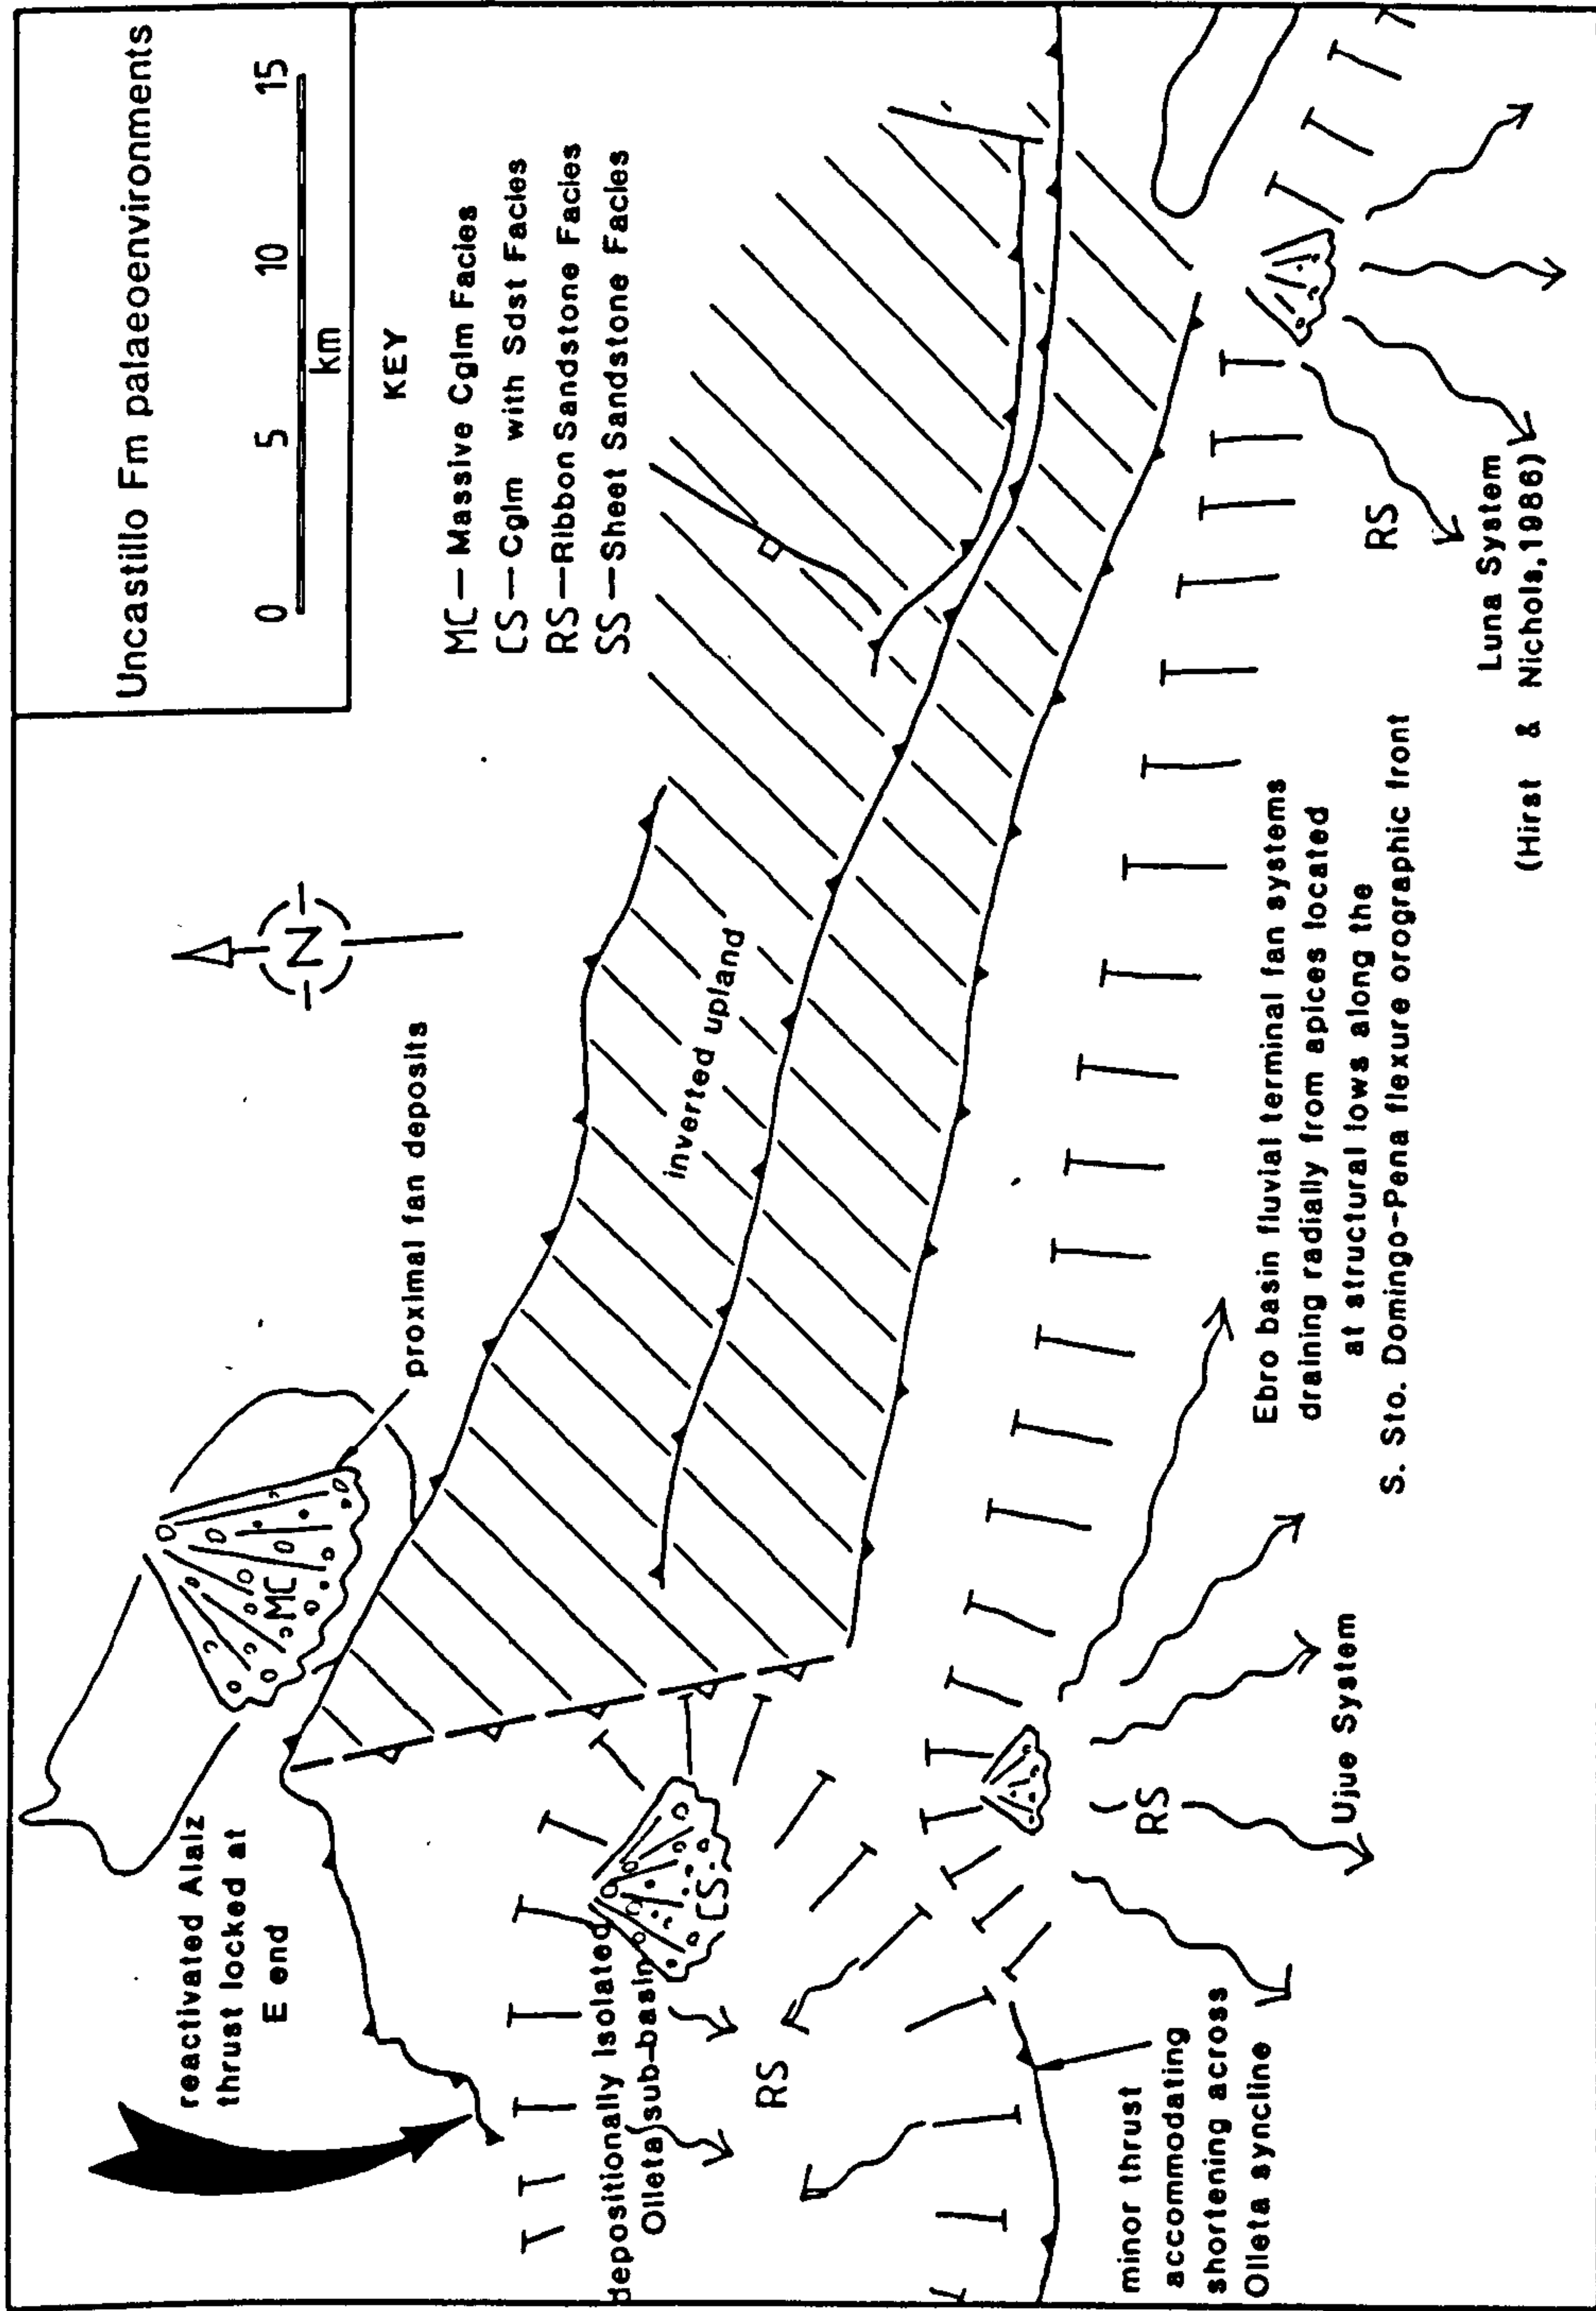 Uncastillo Fm palaeoenvironments
0 5 10 15
km
KEY
MC — Massive Cglm Facies
CS — Cglm with Sdst Facies
RS — Ribbon Sandstone Facies
SS — Sheet Sandstone Facies
N
reactivated Alaiz
thrust locked at
E end
MC
proximal fan deposits
inverted upland
depositionally isolated
Olleta sub-basin
CS
RS
minor thrust
accommodating
shortening across
Olleta syncline
RS
Ujue System
Ebro basin fluvial terminal fan systems
draining radially from apices located
at structural lows along the
S. Sto. Domingo-Pena flexure orographic front
RS
Luna System
(Hirst & Nichols,1986)